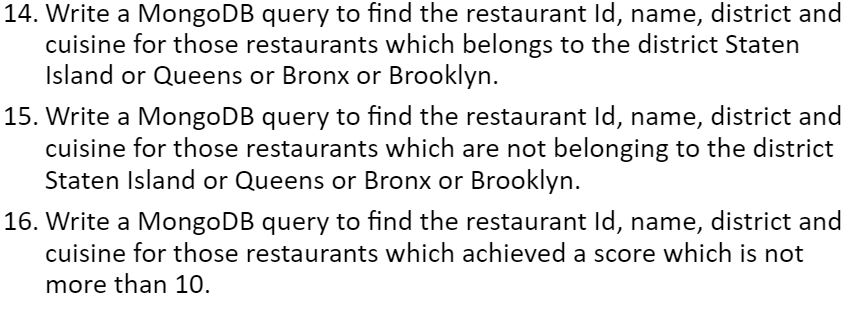 14. Write a MongoDB query to find the restaurant Id, name, district and
cuisine for those restaurants which belongs to the district Staten
Island or Queens or Bronx or Brooklyn.
15. Write a MongoDB query to find the restaurant Id, name, district and
cuisine for those restaurants which are not belonging to the district
Staten Island or Queens or Bronx or Brooklyn.
16. Write a MongoDB query to find the restaurant Id, name, district and
cuisine for those restaurants which achieved a score which is not
more than 10.